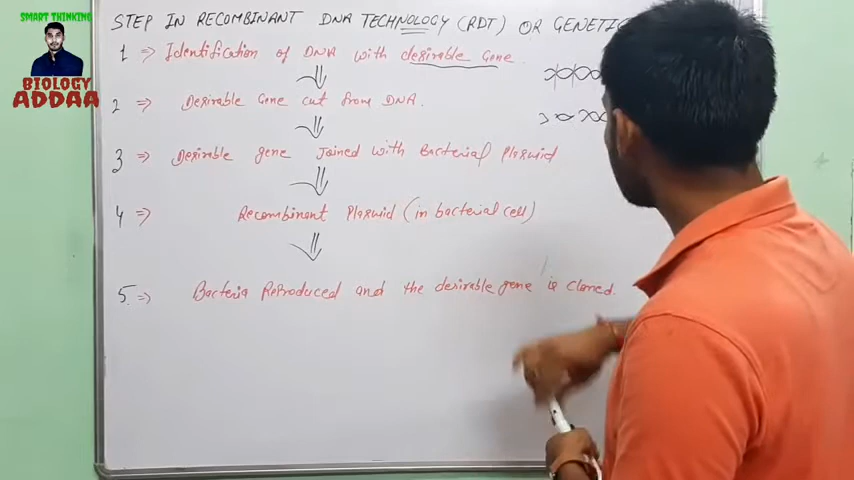 SMART THINKING
BIOLOGY
ADDAA
STEP IN RECOMBINANT DNA TECHNOLOGY (RDT) OR GENETIC
1 ⇒ Identification of DNA with desirable Gene.
2 ⇒ Desirable Gene cut from DNA.
3 ⇒ Desirable gene Joined with Bacterial Plasmid
4 ⇒ Recombinent Plasmid (in bacterial cell)
5. ⇒ Bacteria Reproduced and the desirable gene is cloned.